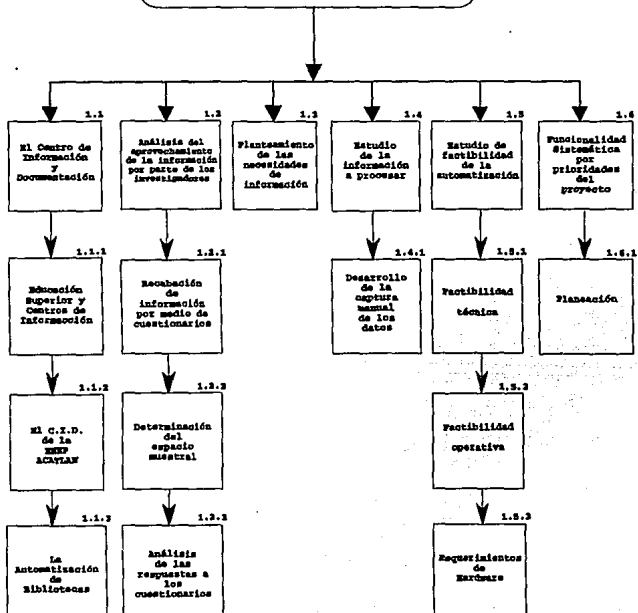 1.1
El Centro de
Información
y
Documentación
1.2
Análisis del
aprovechamiento
de la información
por parte de los
investigadores
1.3
Planteamiento
de las
necesidades
de
información
1.4
Estudio
de la
información
a procesar
1.5
Estudio de
factibilidad
de la
automatización
1.6
Funcionalidad
Sistemática
por
prioridades
del
proyecto
1.1.1
Educación
Superior y
Centros de
Información
1.2.1
Recabación
de
información
por medio de
cuestionarios
1.4.1
Desarrollo
de la
captura
manual
de los
datos
1.5.1
Factibilidad
técnica
1.6.1
Planeación
1.1.2
El C.I.D.
de la
ENEP
ACATLAN
1.2.2
Determinación
del
espacio
muestral
1.5.2
Factibilidad
operativa
1.1.3
La
Automatización
de
Bibliotecas
1.2.3
Análisis
de las
respuestas a
los
cuestionarios
1.5.3
Requerimientos
de
Hardware